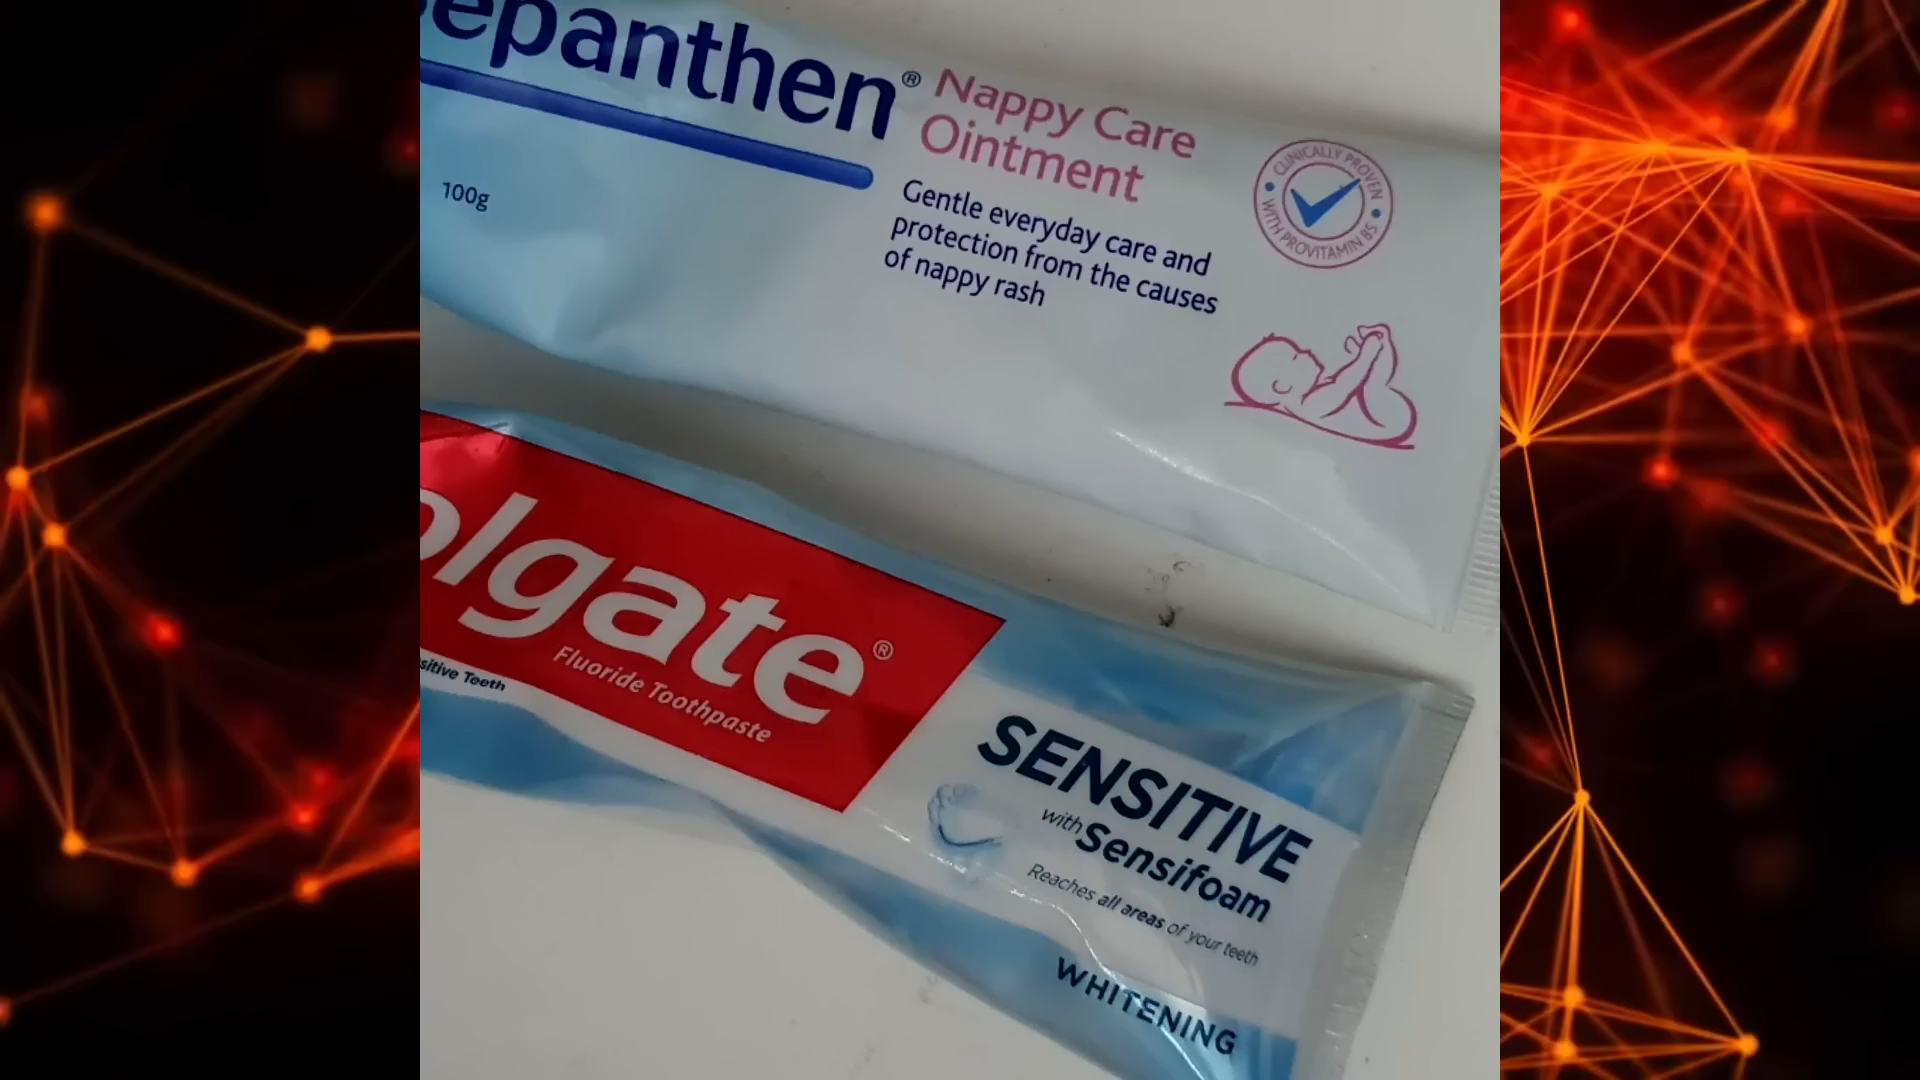 epanthen®
Nappy Care
Ointment
100g
Gentle everyday care and
protection from the causes
of nappy rash
CLINICALLY PROVEN
WITH PROVITAMIN B5
olgate®
Fluoride Toothpaste
sitive Teeth
SENSITIVE
with Sensifoam
Reaches all areas of your teeth
WHITENING